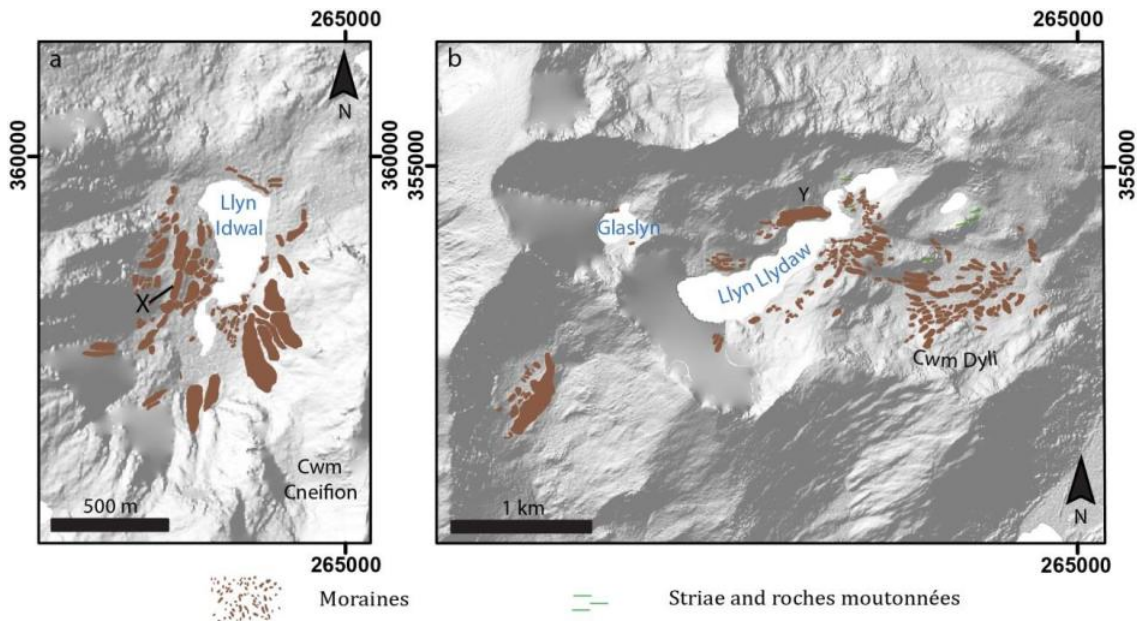 265000
265000
a
b
N
360000
360000
355000
355000
Llyn
Idwal
Glaslyn
Y
Llyn Llydaw
X
Cwm Dyli
Cwm
Cneifion
500 m
1 km
N
265000
265000
Moraines
Striae and roches moutonnées